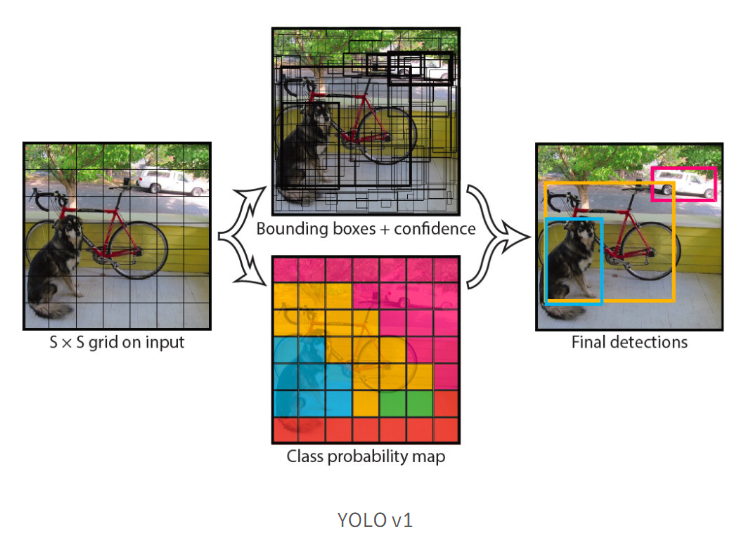 S × S grid on input
Bounding boxes + confidence
Class probability map
Final detections
YOLO v1